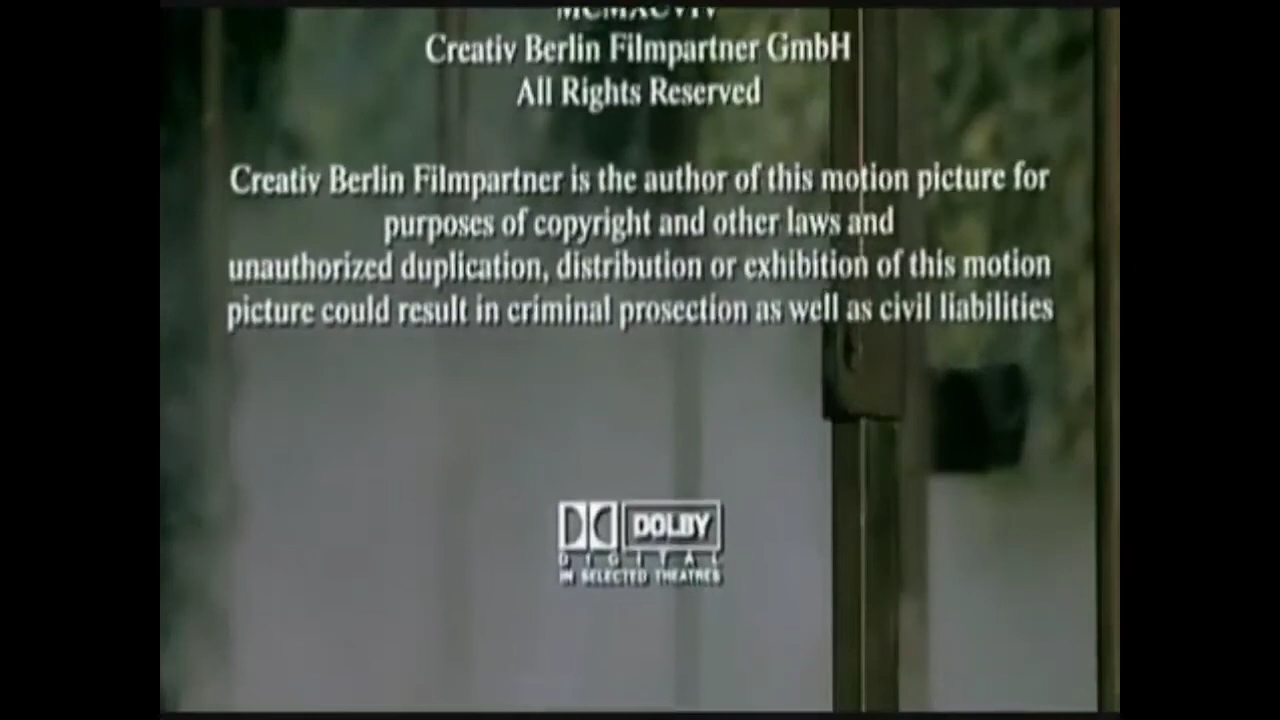 MCMXCVIV
Creativ Berlin Filmpartner GmbH
All Rights Reserved
Creativ Berlin Filmpartner is the author of this motion picture for
purposes of copyright and other laws and
unauthorized duplication, distribution or exhibition of this motion
picture could result in criminal prosection as well as civil liabilities
DOLBY
DIGITAL
IN SELECTED THEATRES